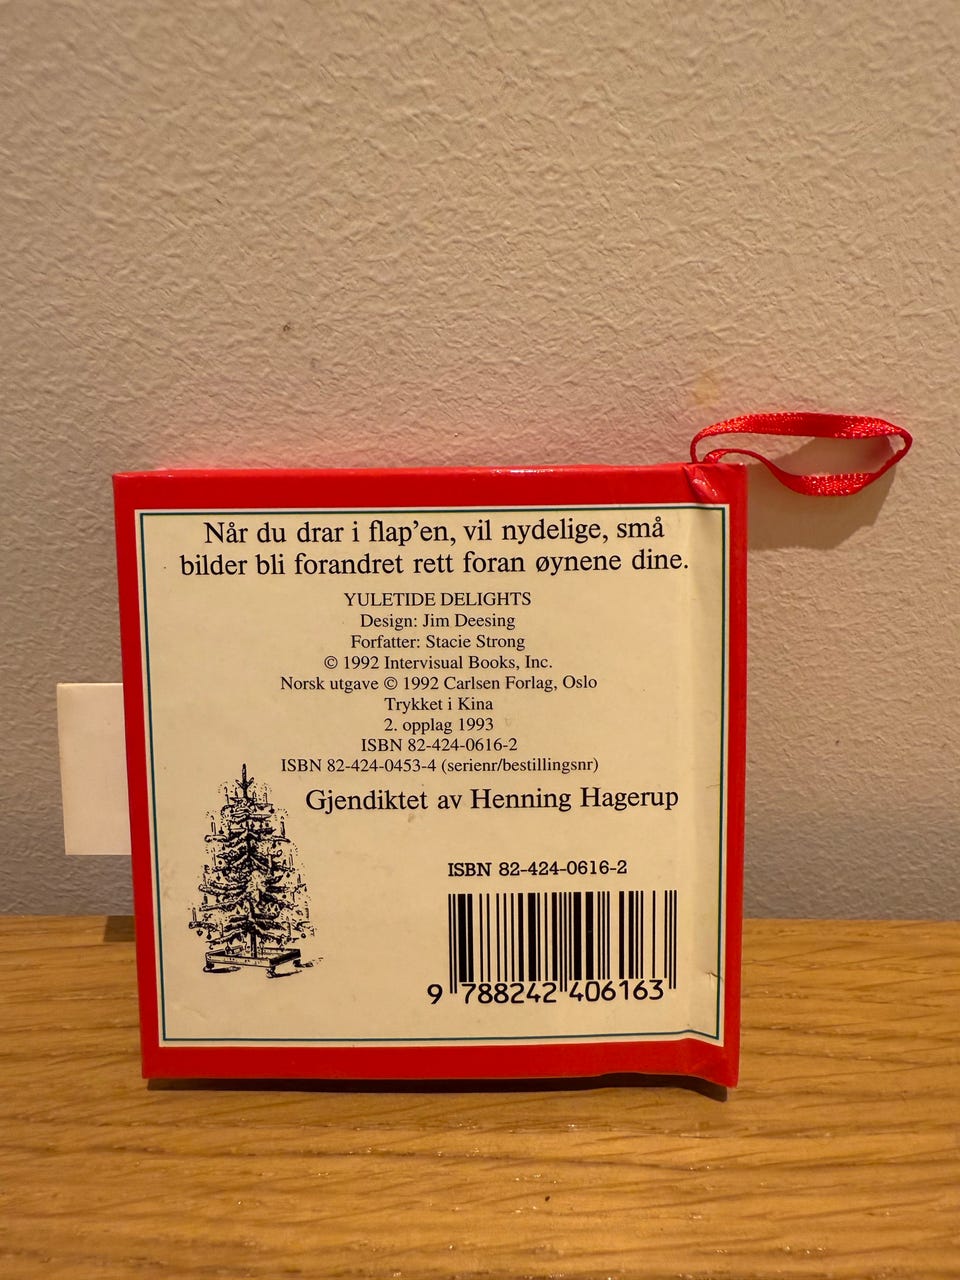 Når du drar i flap'en, vil nydelige, små
bilder bli forandret rett foran øynene dine.
YULETIDE DELIGHTS
Design: Jim Deesing
Forfatter: Stacie Strong
© 1992 Intervisual Books, Inc.
Norsk utgave © 1992 Carlsen Forlag, Oslo
Trykket i Kina
2. opplag 1993
ISBN 82-424-0616-2
ISBN 82-424-0453-4 (serienr/bestillingsnr)
Gjendiktet av Henning Hagerup
ISBN 82-424-0616-2
9 788242 406163